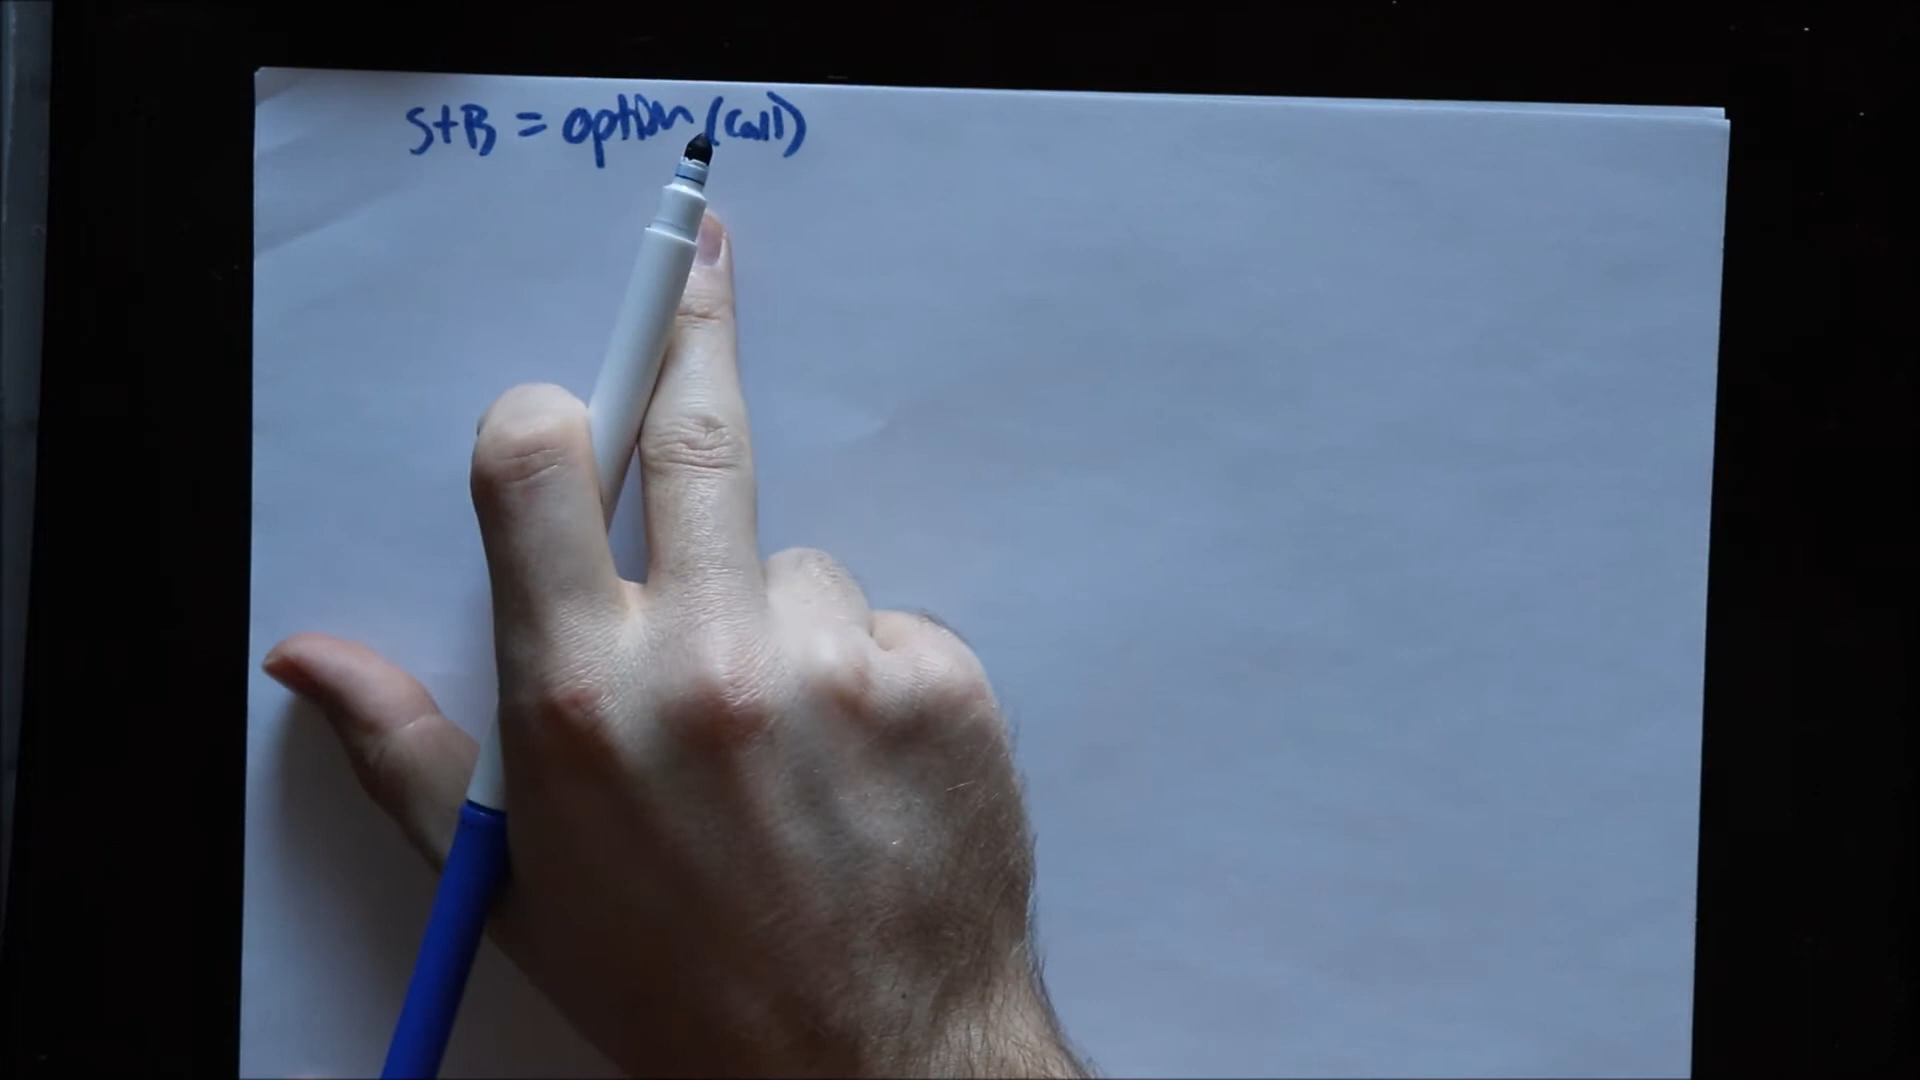 S+B = option (call)